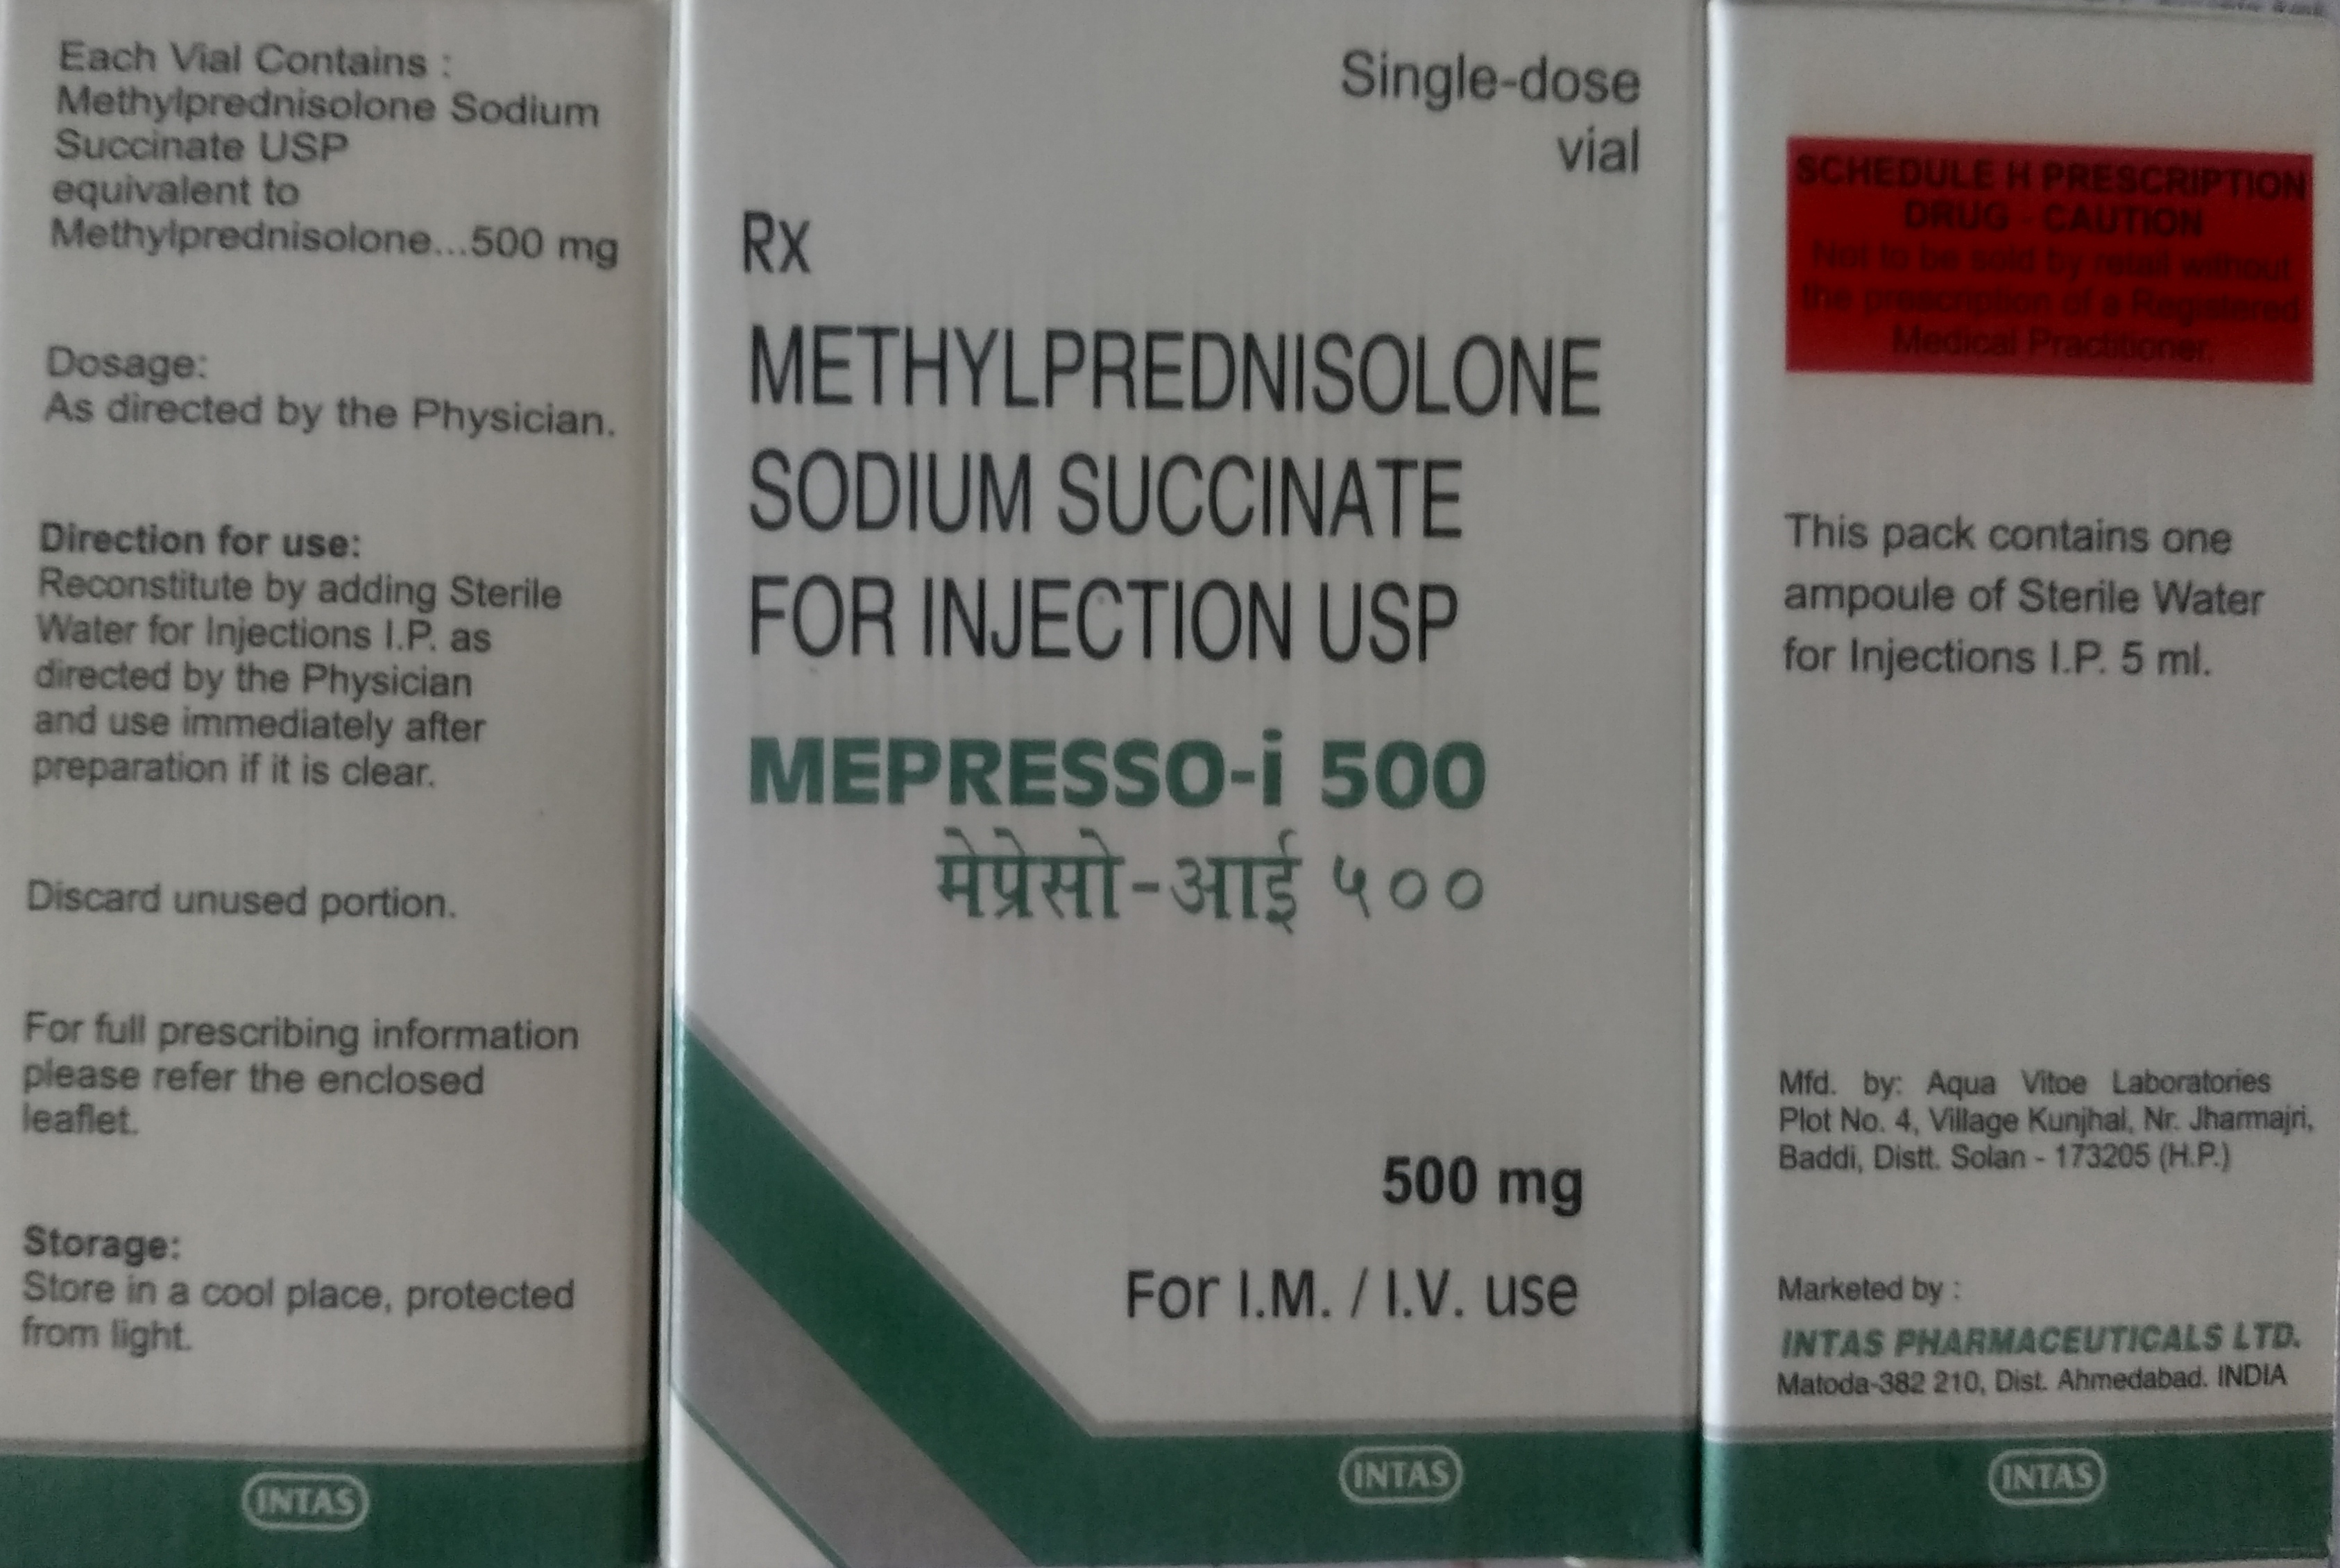 Each Vial Contains :
Methylprednisolone Sodium
Succinate USP
equivalent to
Methylprednisolone...500 mg
Dosage:
As directed by the Physician.
Direction for use:
Reconstitute by adding Sterile
Water for Injections I.P. as
directed by the Physician
and use immediately after
preparation if it is clear.
Discard unused portion.
For full prescribing information
please refer the enclosed
leaflet.
Storage:
Store in a cool place, protected
from light.
INTAS
Single-dose
vial
Rx
METHYLPREDNISOLONE
SODIUM SUCCINATE
FOR INJECTION USP
MEPRESSO-i 500
मेप्रेसो-आई ५००
500 mg
For I.M. / I.V. use
INTAS
SCHEDULE H PRESCRIPTION
DRUG - CAUTION
Not to be sold by retail without
the prescription of a Registered
Medical Practitioner.
This pack contains one
ampoule of Sterile Water
for Injections I.P. 5 ml.
Mfd. by: Aqua Vitoe Laboratories
Plot No. 4, Village Kunjhal, Nr. Jharmajri,
Baddi, Distt. Solan - 173205 (H.P.)
Marketed by :
INTAS PHARMACEUTICALS LTD.
Matoda-382 210, Dist. Ahmedabad. INDIA
INTAS